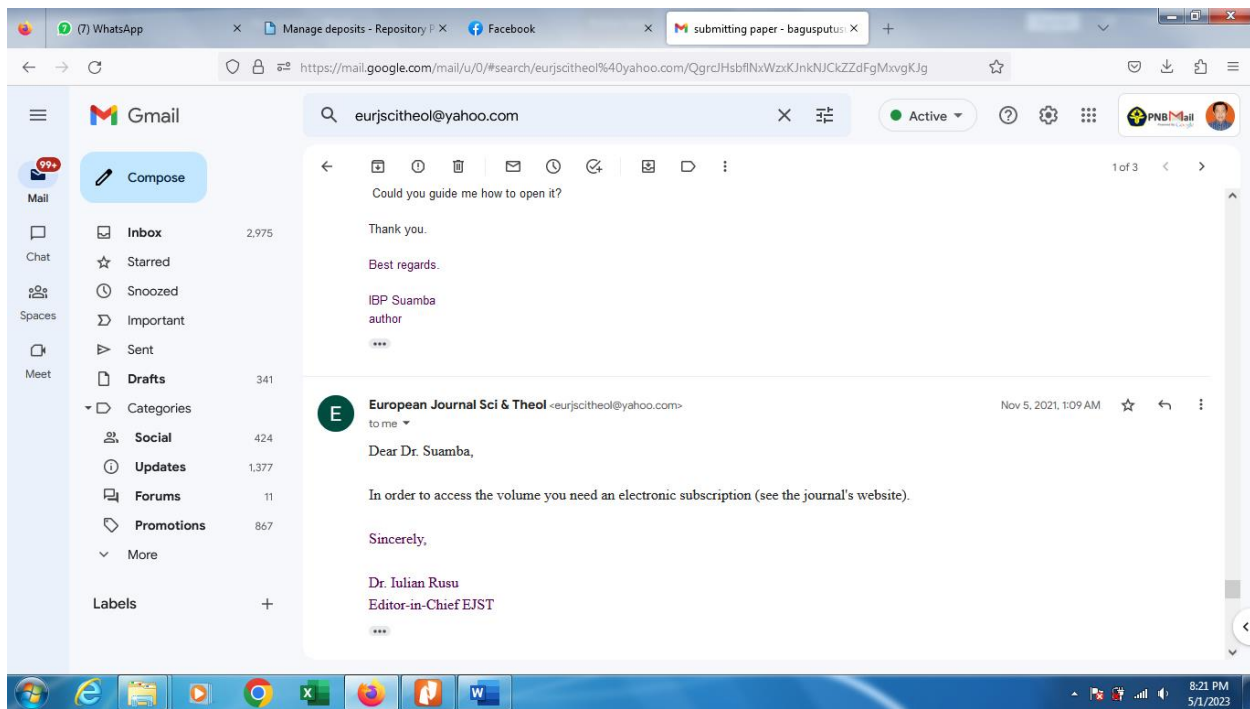 (7) WhatsApp
Manage deposits - Repository P
Facebook
submitting paper - bagusputus
https://mail.google.com/mail/u/0/#search/eurjscitheol%40yahoo.com/QgrcJHsbflNxWzxKJnkNJCkZZdFgMxvgKJg
Gmail
eurjscitheol@yahoo.com
Active
PNBMail
99+
Mail
Chat
Spaces
Meet
Compose
Inbox 2,975
Starred
Snoozed
Important
Sent
Drafts 341
Categories
Social 424
Updates 1,377
Forums 11
Promotions 867
More
Labels
1 of 3
Could you guide me how to open it?
Thank you.
Best regards.
IBP Suamba
author
E
European Journal Sci & Theol <eurjscitheol@yahoo.com>
Nov 5, 2021, 1:09 AM
to me
Dear Dr. Suamba,
In order to access the volume you need an electronic subscription (see the journal's website).
Sincerely,
Dr. Iulian Rusu
Editor-in-Chief EJST
8:21 PM
5/1/2023